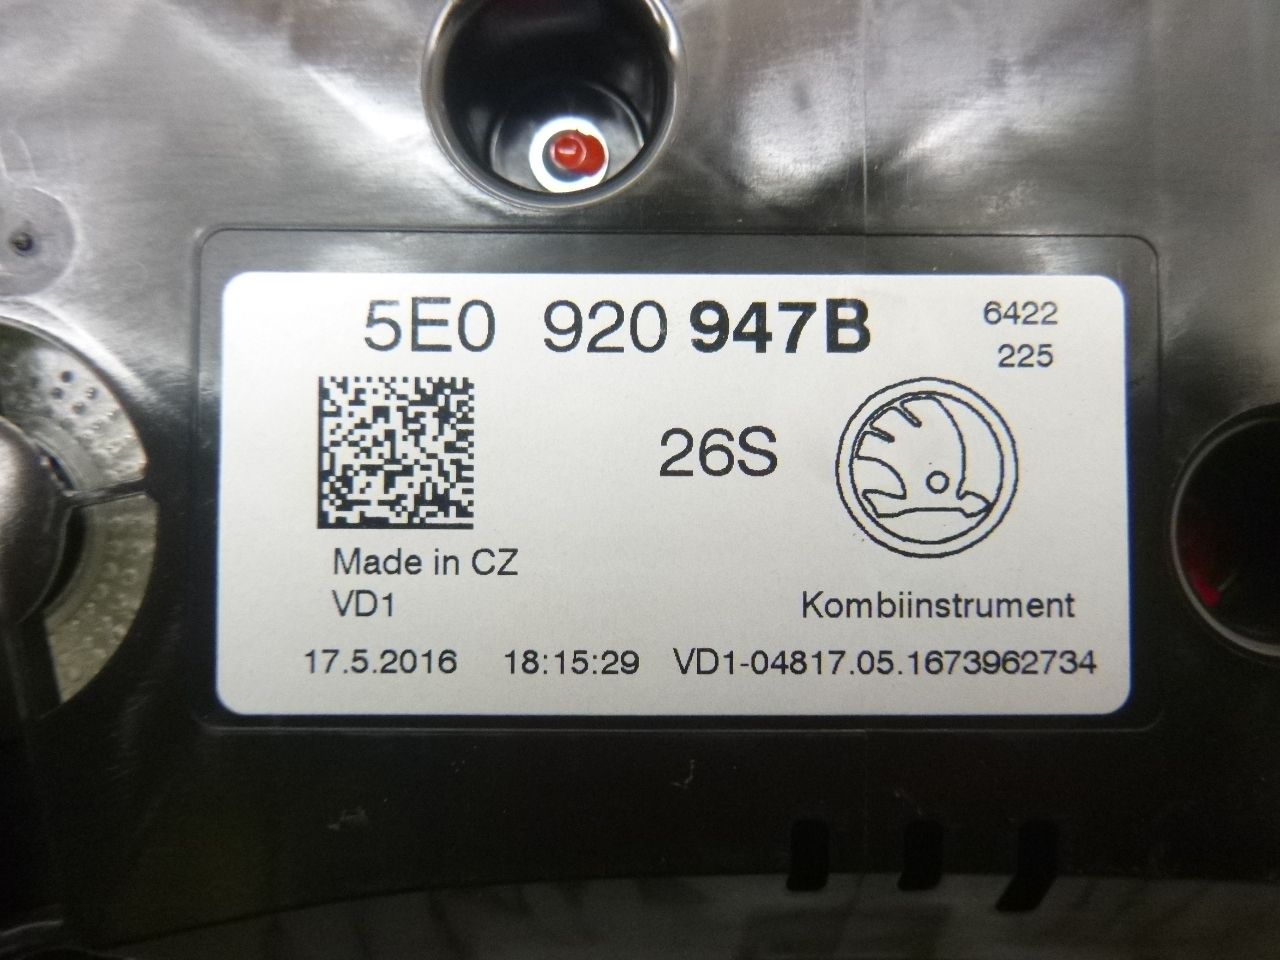 5E0 920 947B 6422
225
26S
Made in CZ
VD1
Kombiinstrument
17.5.2016 18:15:29 VD1-04817.05.1673962734